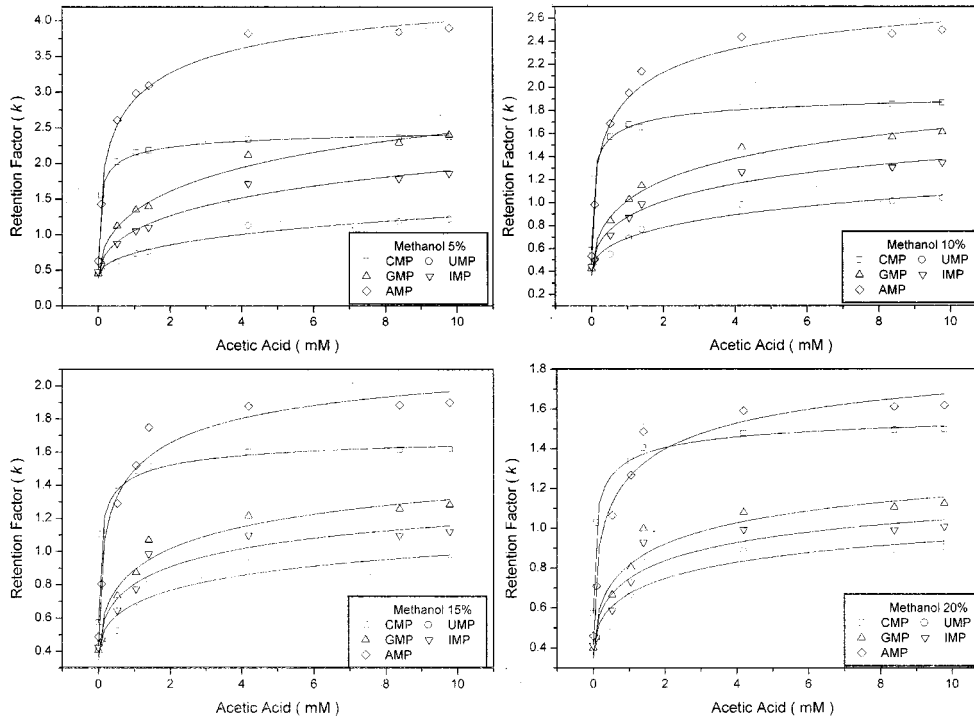 Retention Factor ( k )
4.0
3.5
3.0
2.5
2.0
1.5
1.0
0.5
0.0
0 2 4 6 8 10
Acetic Acid ( mM )
Methanol 5%
CMP UMP
GMP IMP
AMP
Retention Factor ( k )
2.6
2.4
2.2
2.0
1.8
1.6
1.4
1.2
1.0
0.8
0.6
0.4
0.2
0 2 4 6 8 10
Acetic Acid ( mM )
Methanol 10%
CMP UMP
GMP IMP
AMP
Retention Factor ( k )
2.0
1.8
1.6
1.4
1.2
1.0
0.8
0.6
0.4
0 2 4 6 8 10
Acetic Acid ( mM )
Methanol 15%
CMP UMP
GMP IMP
AMP
Retention Factor ( k )
1.8
1.6
1.4
1.2
1.0
0.8
0.6
0.4
0 2 4 6 8 10
Acetic Acid ( mM )
Methanol 20%
CMP UMP
GMP IMP
AMP